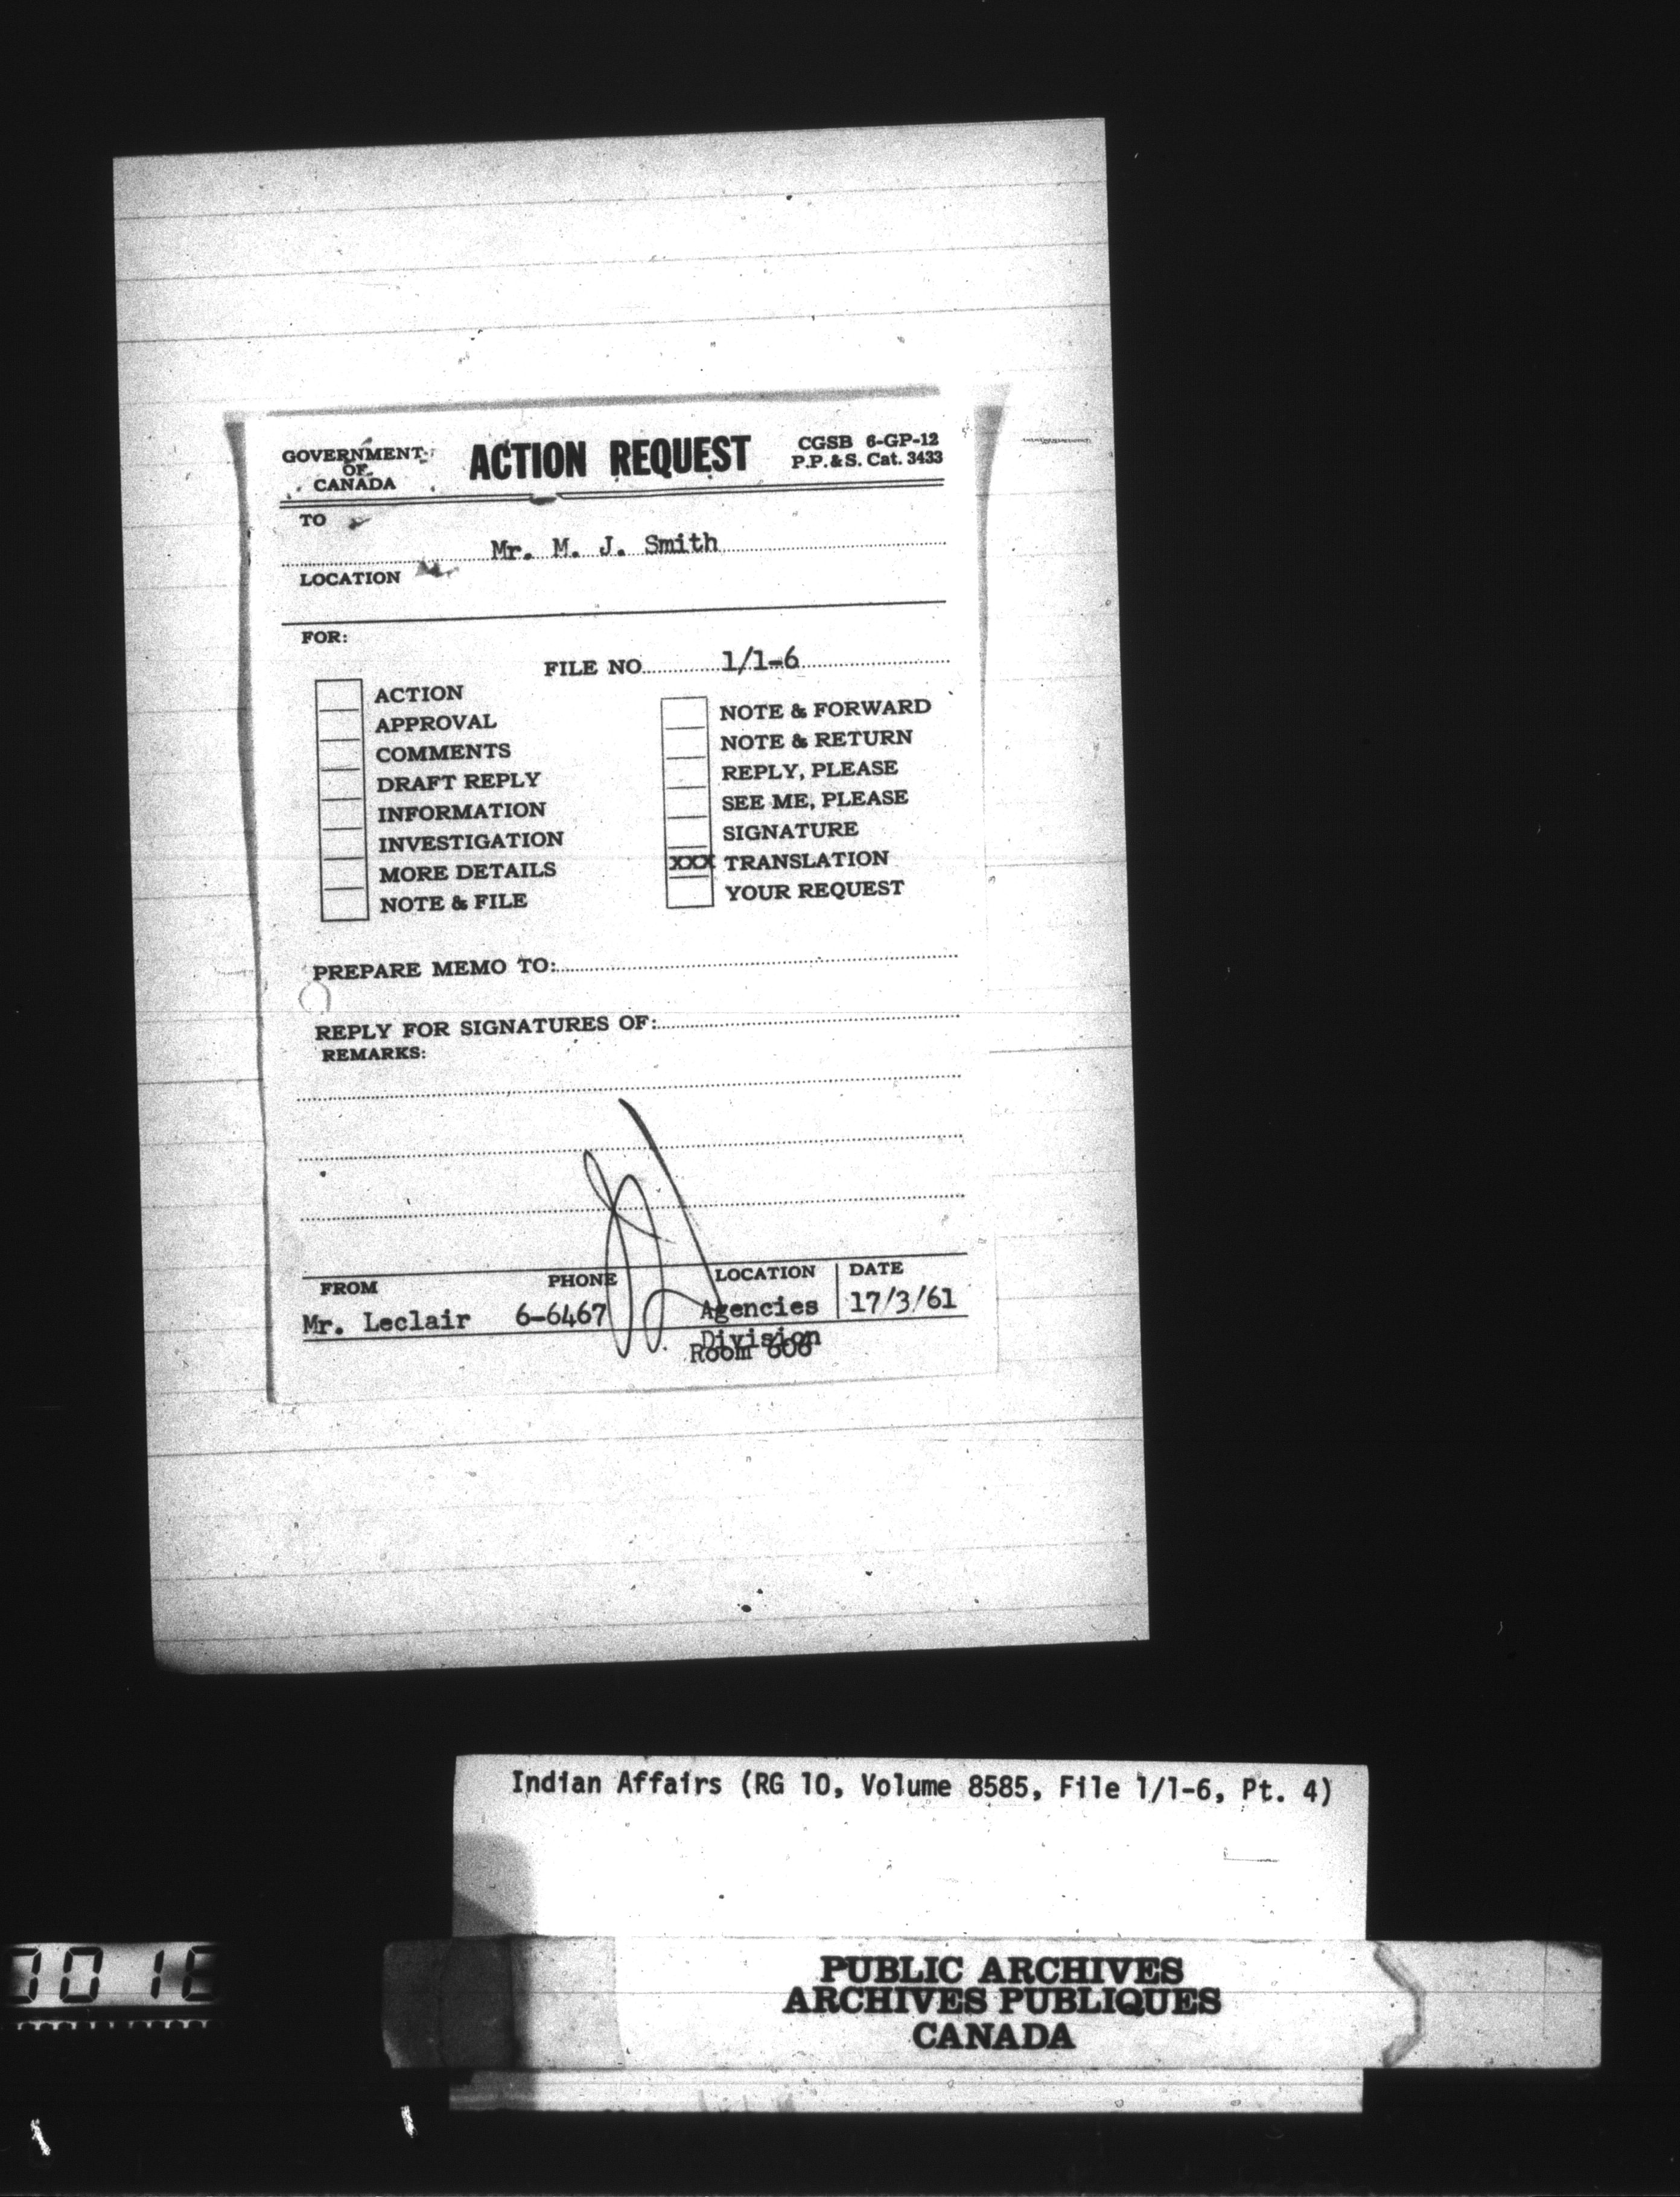 GOVERNMENT
OF
CANADA
ACTION REQUEST
CGSB 6-GP-12
P.P. & S. Cat. 3433
TO
Mr. M. J. Smith
LOCATION
FOR:
FILE NO. 1/1-6
ACTION
APPROVAL
COMMENTS
DRAFT REPLY
INFORMATION
INVESTIGATION
MORE DETAILS
NOTE & FILE
NOTE & FORWARD
NOTE & RETURN
REPLY, PLEASE
SEE ME, PLEASE
SIGNATURE
XXX TRANSLATION
YOUR REQUEST
PREPARE MEMO TO:
REPLY FOR SIGNATURES OF:
REMARKS:
FROM PHONE LOCATION DATE
Mr. Leclair 6-6467 Agencies 17/3/61
Division
Room
Indian Affairs (RG 10, Volume 8585, File 1/1-6, Pt. 4)
PUBLIC ARCHIVES
ARCHIVES PUBLIQUES
CANADA